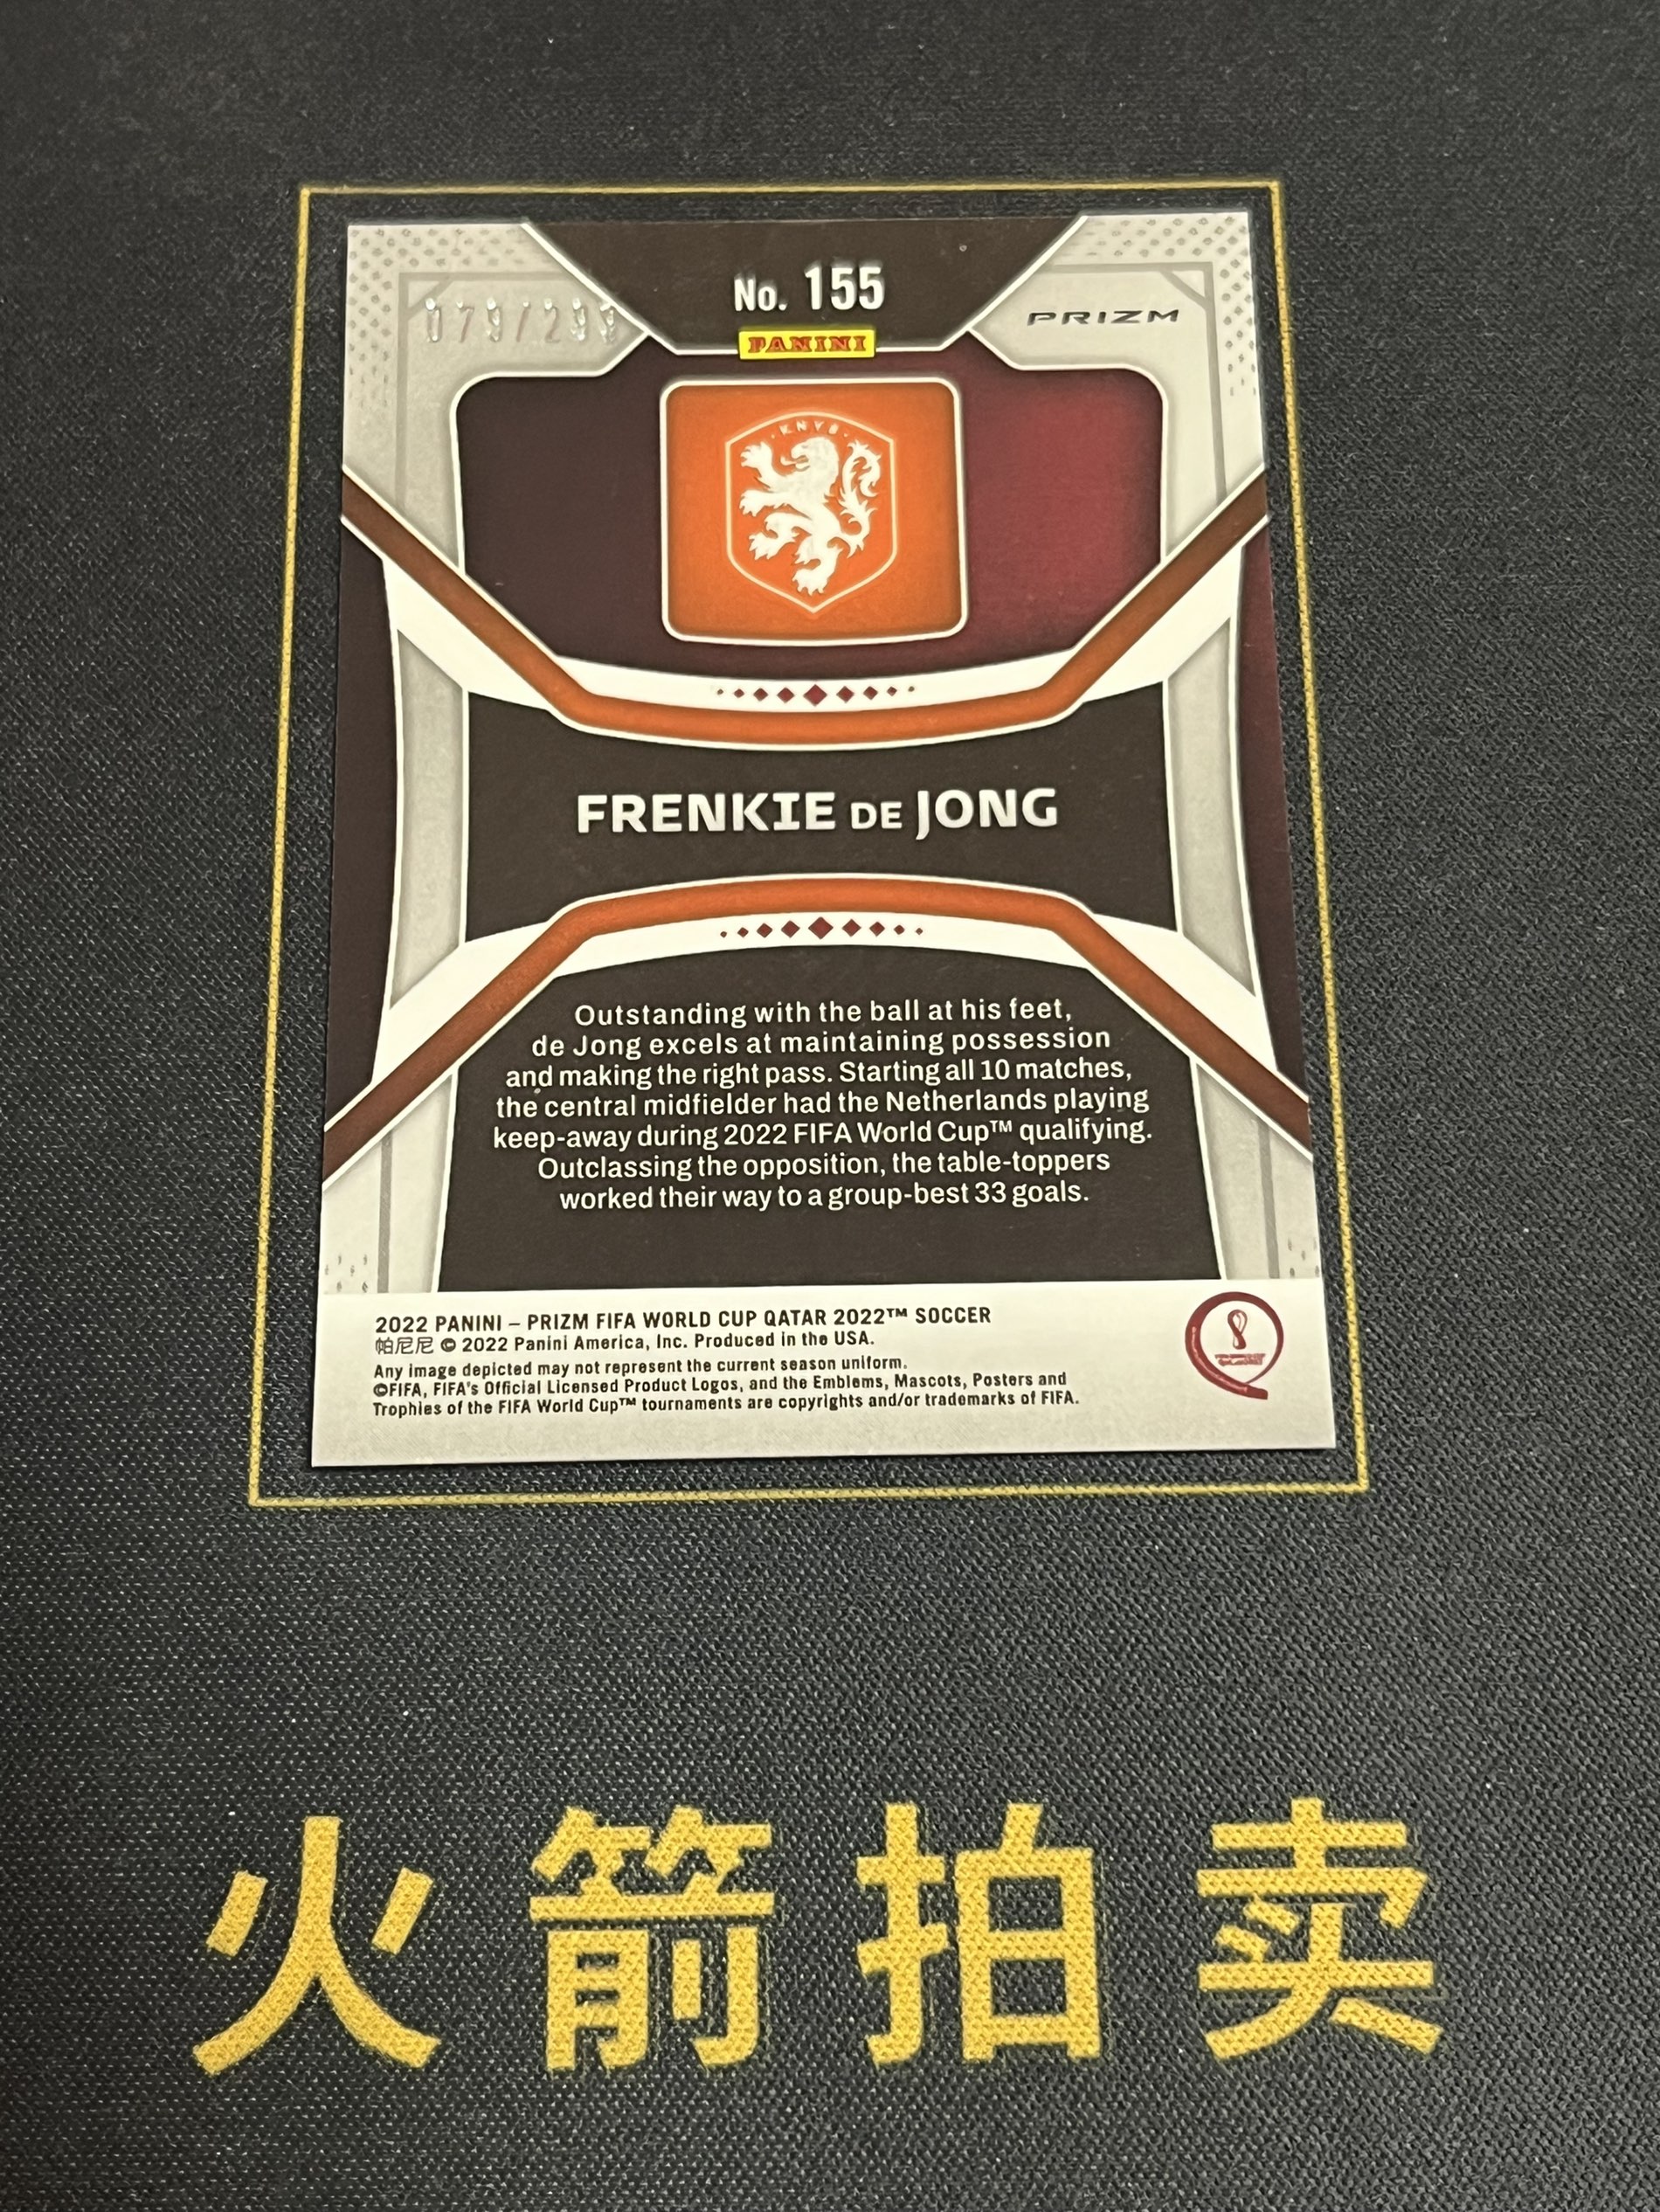 No. 155
079/299
PRIZM
PANINI
KNVB
FRENKIE DE JONG
Outstanding with the ball at his feet,
de Jong excels at maintaining possession
and making the right pass. Starting all 10 matches,
the central midfielder had the Netherlands playing
keep-away during 2022 FIFA World Cup™ qualifying.
Outclassing the opposition, the table-toppers
worked their way to a group-best 33 goals.
2022 PANINI – PRIZM FIFA WORLD CUP QATAR 2022™ SOCCER
帕尼尼 © 2022 Panini America, Inc. Produced in the USA.
Any image depicted may not represent the current season uniform.
©FIFA, FIFA's Official Licensed Product Logos, and the Emblems, Mascots, Posters and
Trophies of the FIFA World Cup™ tournaments are copyrights and/or trademarks of FIFA.
火箭拍卖